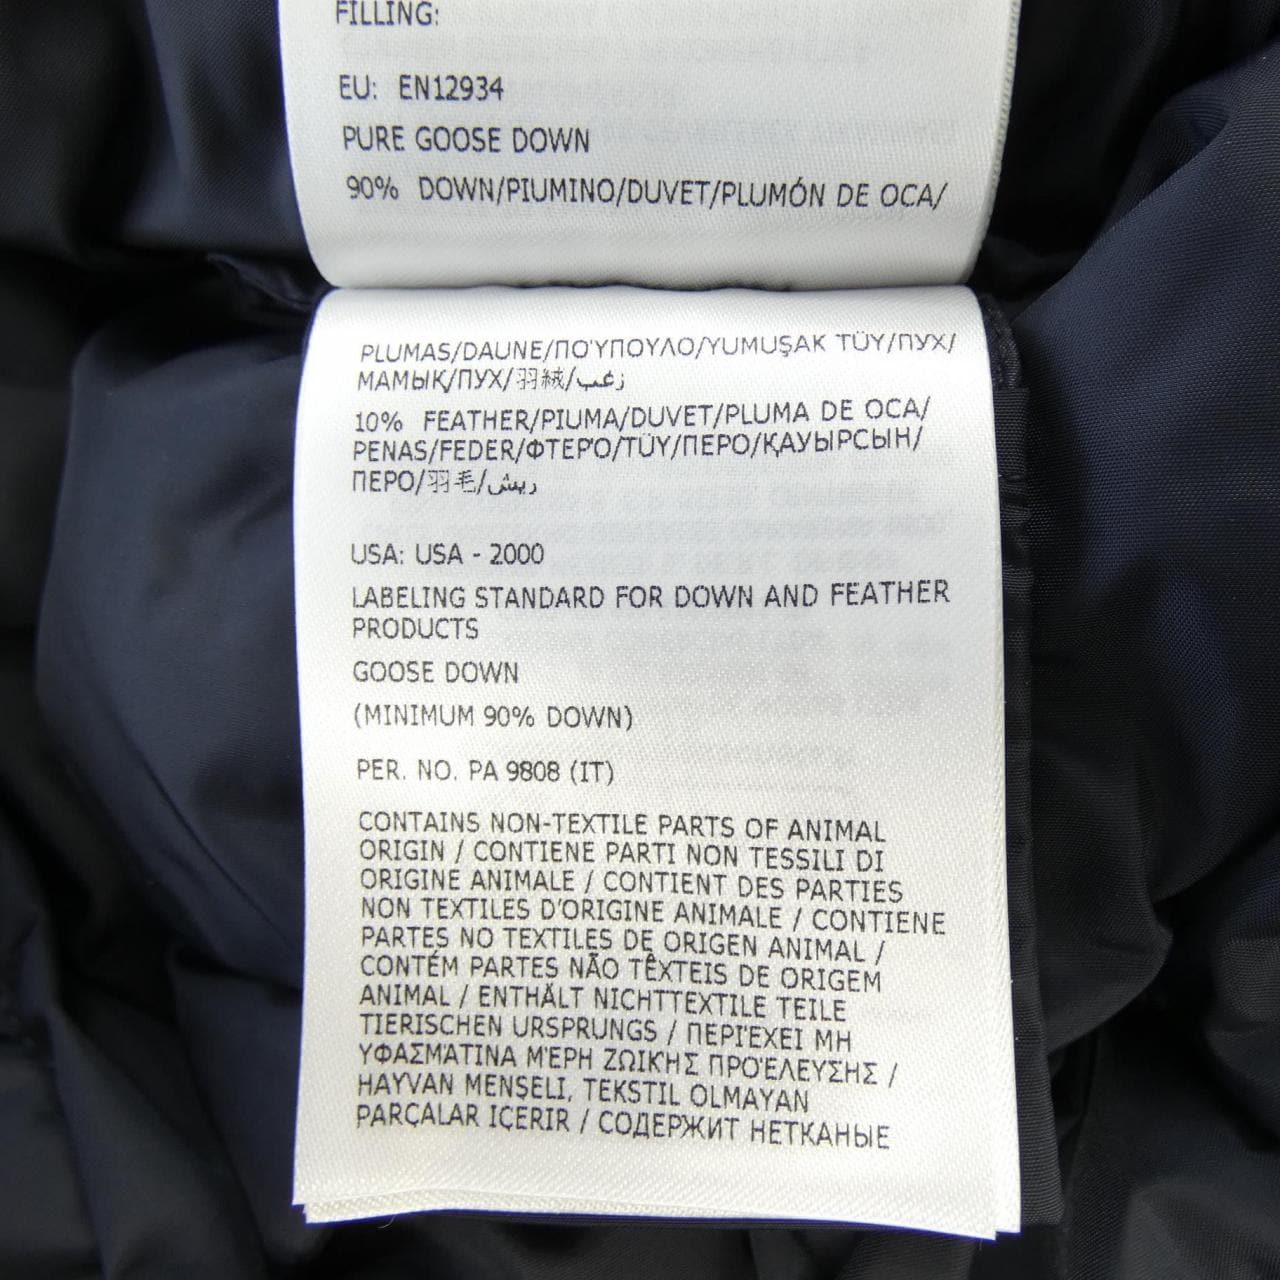 FILLING:
EU: EN12934
PURE GOOSE DOWN
90% DOWN/PIUMINO/DUVET/PLUMÓN DE OCA/
PLUMAS/DAUNE/ΠΟΎΠΟΥΛΟ/YUMUŞAK TÜY/ПУХ/
МАМЫҚ/ПУХ/羽絨/زغب
10% FEATHER/PIUMA/DUVET/PLUMA DE OCA/
PENAS/FEDER/ΦΤΕΡΌ/TÜY/ПЕРО/ҚАУЫРСЫН/
ПЕРО/羽毛/ريش
USA: USA - 2000
LABELING STANDARD FOR DOWN AND FEATHER
PRODUCTS
GOOSE DOWN
(MINIMUM 90% DOWN)
PER. NO. PA 9808 (IT)
CONTAINS NON-TEXTILE PARTS OF ANIMAL
ORIGIN / CONTIENE PARTI NON TESSILI DI
ORIGINE ANIMALE / CONTIENT DES PARTIES
NON TEXTILES D'ORIGINE ANIMALE / CONTIENE
PARTES NO TEXTILES DE ORIGEN ANIMAL /
CONTÉM PARTES NÃO TÊXTEIS DE ORIGEM
ANIMAL / ENTHÄLT NICHTTEXTILE TEILE
TIERISCHEN URSPRUNGS / ΠΕΡΙΈΧΕΙ ΜΗ
ΥΦΑΣΜΆΤΙΝΑ ΜΈΡΗ ΖΩΙΚΉΣ ΠΡΟΈΛΕΥΣΗΣ /
HAYVAN MENŞELİ, TEKSTIL OLMAYAN
PARÇALAR IÇERIR / СОДЕРЖИТ НЕТКАНЫЕ